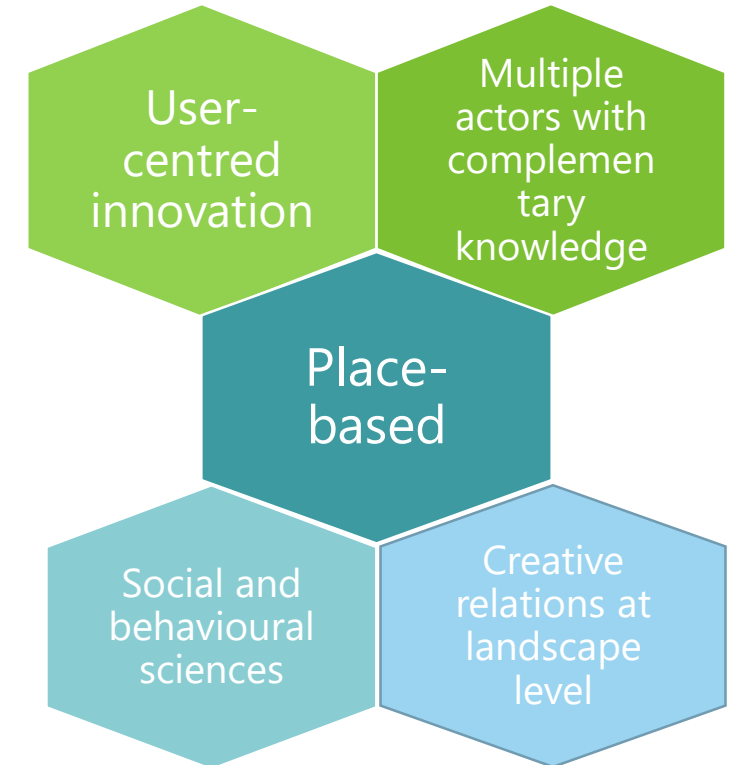 User-
centred
innovation
Multiple
actors with
complemen
tary
knowledge
Place-
based
Social and
behavioural
sciences
Creative
relations at
landscape
level